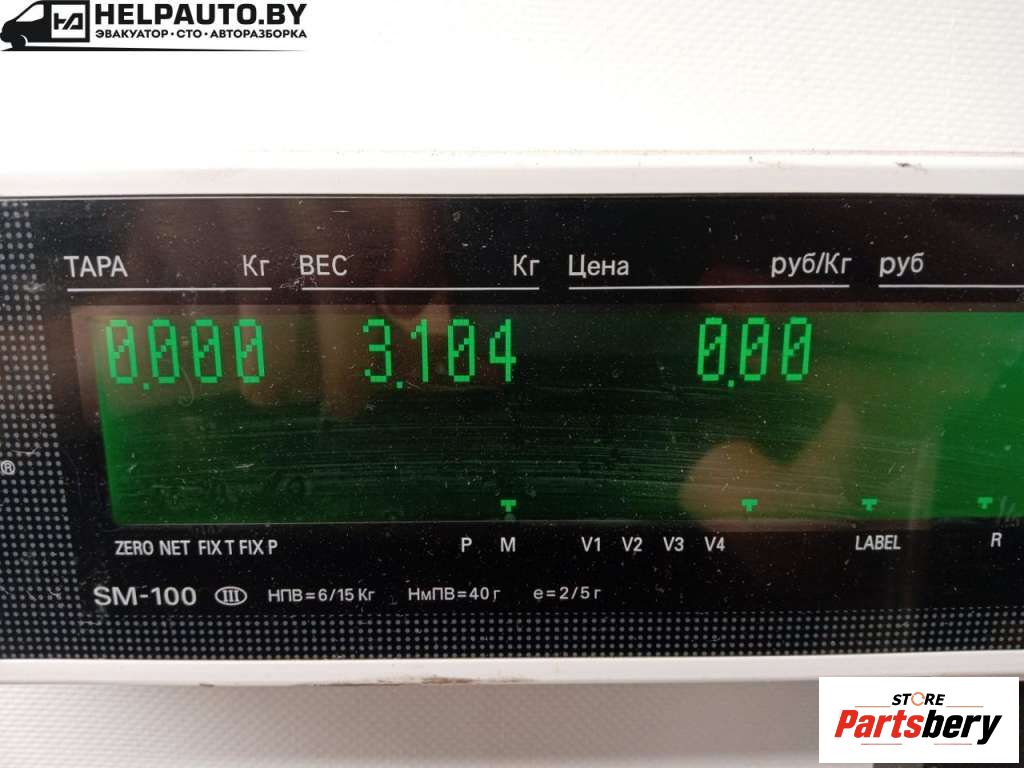 HELPAUTO.BY
ЭВАКУАТОР · СТО · АВТОРАЗБОРКА
ТАРА Кг ВЕС Кг Цена руб/Кг руб
0.000 3.104 0.00
®
ZERO NET FIX T FIX P P M V1 V2 V3 V4 LABEL R
SM-100 III НПВ=6/15 Кг НмПВ=40 г е=2/5 г
STORE
Partsbery